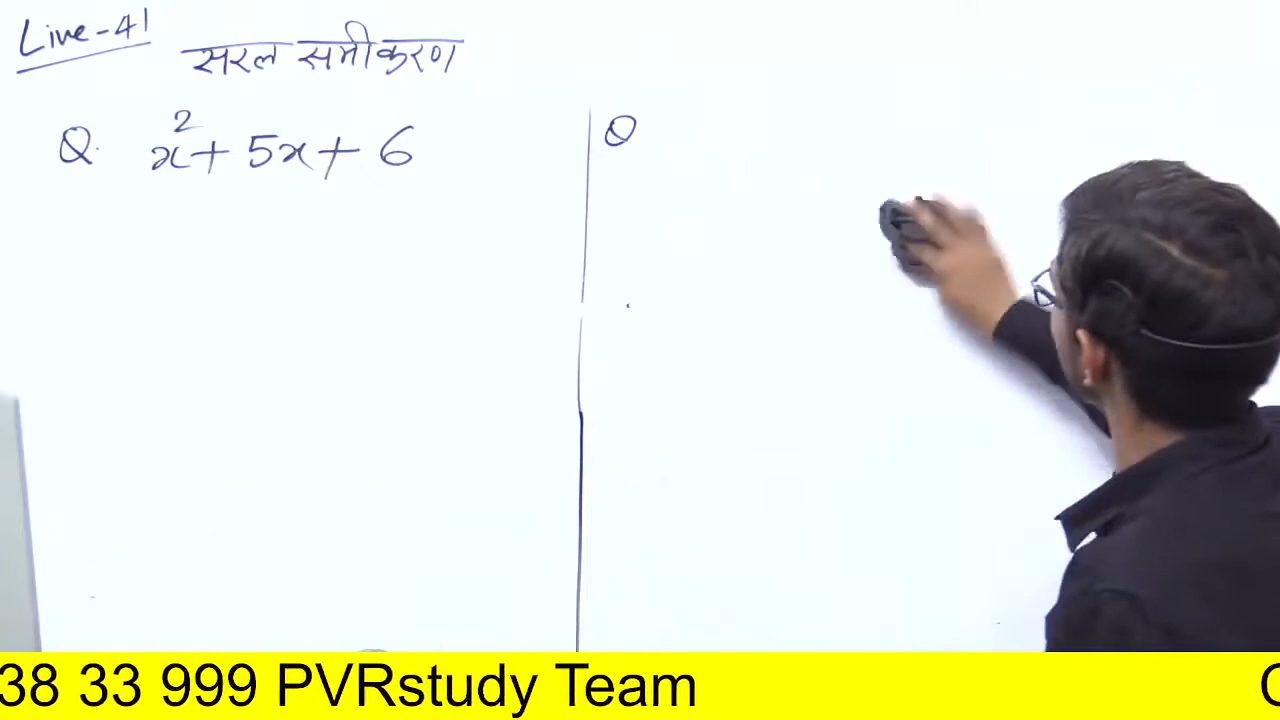 Live-41
सरल समीकरण
Q. x² + 5x + 6
Q
38 33 999 PVRstudy Team